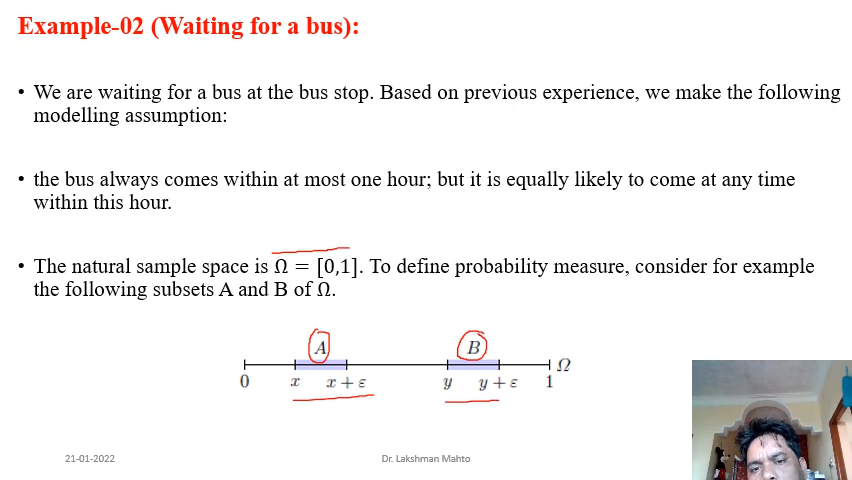 Example-02 (Waiting for a bus):
• We are waiting for a bus at the bus stop. Based on previous experience, we make the following
modelling assumption:
• the bus always comes within at most one hour; but it is equally likely to come at any time
within this hour.
• The natural sample space is Ω = [0,1]. To define probability measure, consider for example
the following subsets A and B of Ω.
A B
Ω
0 x x + ε y y + ε 1
21-01-2022 Dr. Lakshman Mahto